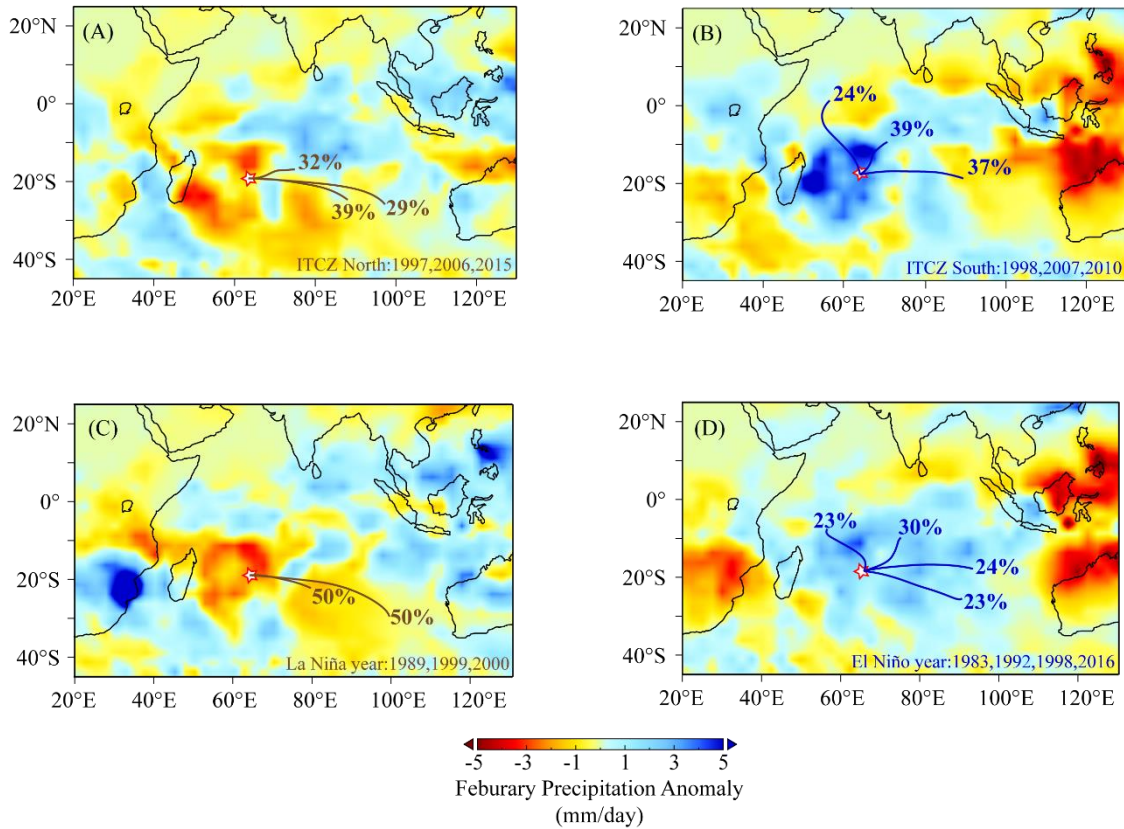 (A)
20°N
0°
20°S
40°S
32%
39%
29%
ITCZ North:1997,2006,2015
20°E
40°E
60°E
80°E
100°E
120°E
(B)
20°N
0°
20°S
40°S
24%
39%
37%
ITCZ South:1998,2007,2010
20°E
40°E
60°E
80°E
100°E
120°E
(C)
20°N
0°
20°S
40°S
50%
50%
La Niña year:1989,1999,2000
20°E
40°E
60°E
80°E
100°E
120°E
(D)
20°N
0°
20°S
40°S
23%
30%
24%
23%
El Niño year:1983,1992,1998,2016
20°E
40°E
60°E
80°E
100°E
120°E
-5 -3 -1 1 3 5
Feburary Precipitation Anomaly
(mm/day)